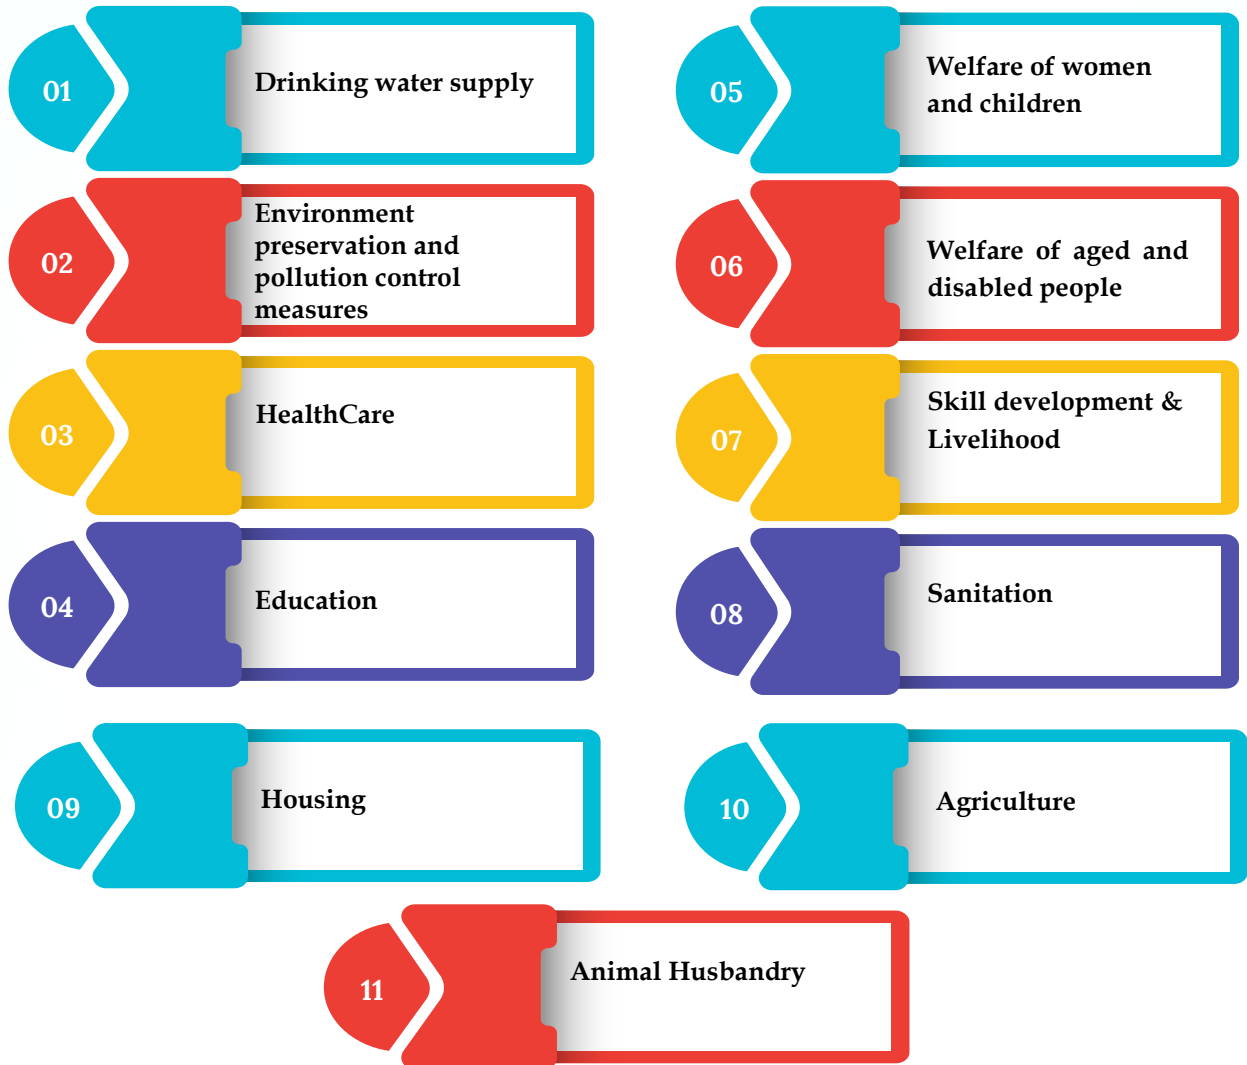 01
Drinking water supply
02
Environment
preservation and
pollution control
measures
03
HealthCare
04
Education
05
Welfare of women
and children
06
Welfare of aged and
disabled people
07
Skill development &
Livelihood
08
Sanitation
09
Housing
10
Agriculture
11
Animal Husbandry